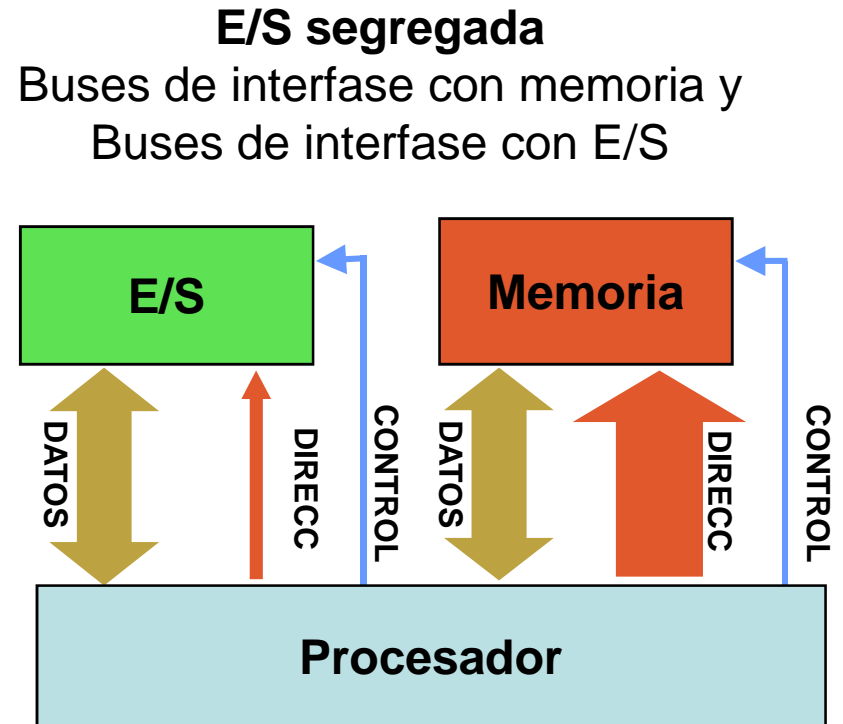 E/S segregada
Buses de interfase con memoria y
Buses de interfase con E/S
E/S
Memoria
DATOS
DIRECC
CONTROL
DATOS
DIRECC
CONTROL
Procesador